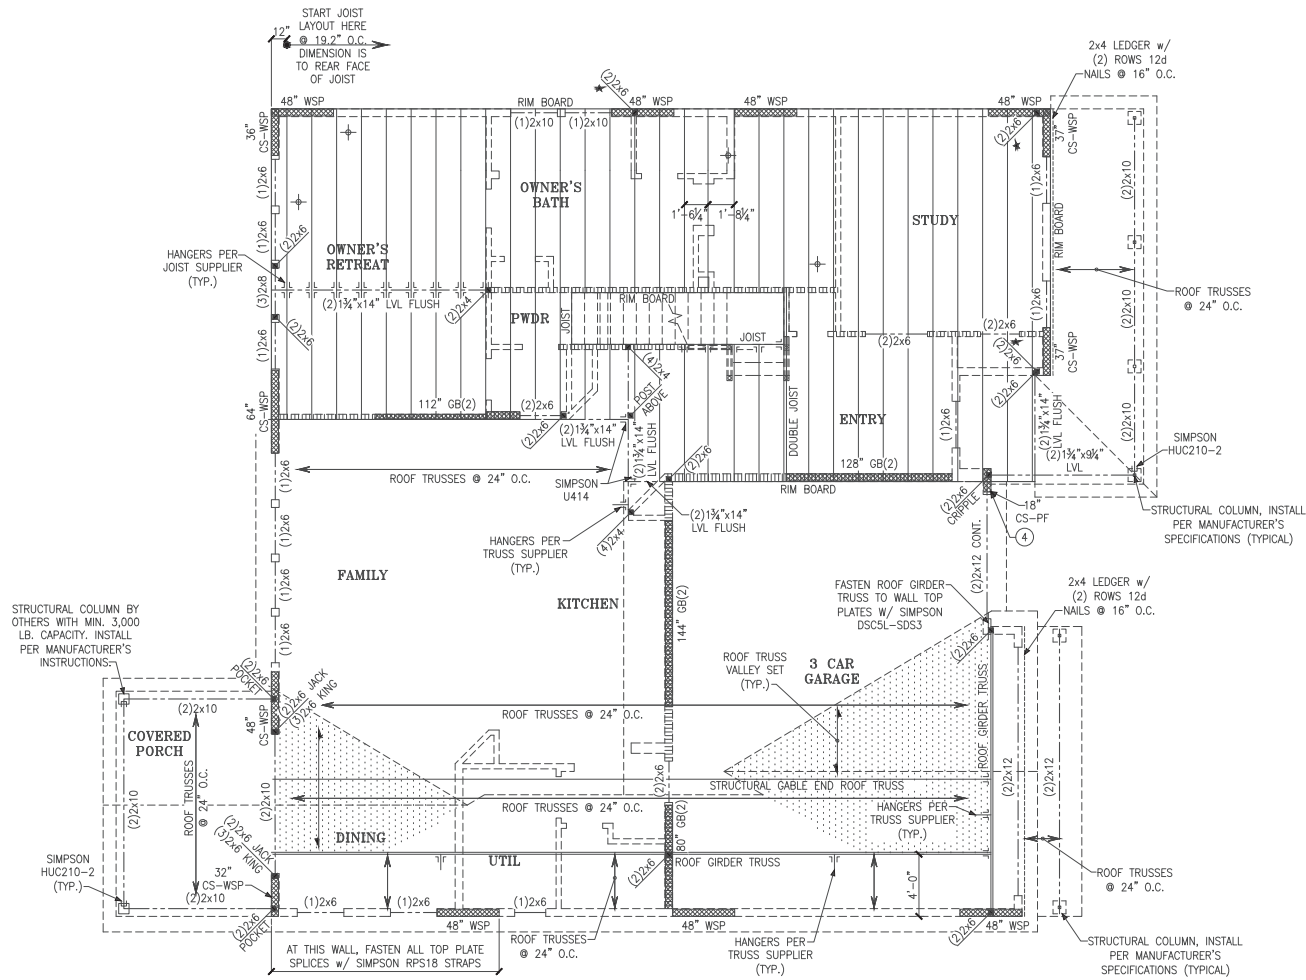 START JOIST
LAYOUT HERE
@ 19.2" O.C.
DIMENSION IS
TO REAR FACE
OF JOIST
12"
2x4 LEDGER w/
(2) ROWS 12d
NAILS @ 16" O.C.
48" WSP
RIM BOARD
(2)2x6
48" WSP
48" WSP
48" WSP
(1)2x10
(1)2x10
(2)2x6
36"
CS-WSP
37"
CS-WSP
(1)2x6
(1)2x6
(2)2x10
OWNER'S
BATH
1'-6¼"
1'-8¼"
STUDY
(1)2x6
(2)2x6
OWNER'S
RETREAT
RIM BOARD
HANGERS PER
JOIST SUPPLIER
(TYP.)
(3)2x8
(2)1¾"x14" LVL FLUSH
(2)2x4
RIM BOARD
ROOF TRUSSES
@ 24" O.C.
(1)2x6
(2)2x10
PWDR
JOIST
JOIST
(2)2x6
(2)2x6
(2)2x6
(1)2x6
(2)2x6
(4)2x4
37"
CS-WSP
POST
ABOVE
(2)2x6
64"
CS-WSP
112" GB(2)
(2)2x6
(2)2x6
(2)1¾"x14"
LVL FLUSH
(2)1¾"x14"
LVL FLUSH
DOUBLE JOIST
ENTRY
(1)2x6
(2)1¾"x14"
LVL FLUSH
(2)2x10
(2)1¾"x9¼"
LVL
SIMPSON
HUC210-2
(2)2x6
128" GB(2)
RIM BOARD
ROOF TRUSSES @ 24" O.C.
SIMPSON
U414
(1)2x6
(2)1¾"x14"
LVL FLUSH
(2)2x6
CRIPPLE
18"
CS-PF
4
STRUCTURAL COLUMN, INSTALL
PER MANUFACTURER'S
SPECIFICATIONS (TYPICAL)
HANGERS PER
TRUSS SUPPLIER
(TYP.)
(4)2x4
(1)2x6
(2)2x12 CONT.
FAMILY
(1)2x6
KITCHEN
144" GB(2)
FASTEN ROOF GIRDER
TRUSS TO WALL TOP
PLATES W/ SIMPSON
DSC5L-SDS3
2x4 LEDGER w/
(2) ROWS 12d
NAILS @ 16" O.C.
STRUCTURAL COLUMN BY
OTHERS WITH MIN. 3,000
LB. CAPACITY. INSTALL
PER MANUFACTURER'S
INSTRUCTIONS.
(1)2x6
(2)2x6
ROOF TRUSS
VALLEY SET
(TYP.)
3 CAR
GARAGE
(2)2x6
POCKET
(2)2x6 JACK
(3)2x6 KING
(2)2x10
48"
CS-WSP
ROOF TRUSSES @ 24" O.C.
COVERED
PORCH
ROOF TRUSSES
@ 24" O.C.
ROOF GIRDER TRUSS
(2)2x10
(2)2x10
(2)2x6
STRUCTURAL GABLE END ROOF TRUSS
(2)2x12
(2)2x12
ROOF TRUSSES @ 24" O.C.
HANGERS PER
TRUSS SUPPLIER
(TYP.)
80" GB(2)
DINING
(2)2x6 JACK
(3)2x6 KING
UTIL
ROOF GIRDER TRUSS
(2)2x6
SIMPSON
HUC210-2
(TYP.)
32"
CS-WSP
(2)2x10
ROOF TRUSSES
@ 24" O.C.
4'-0"
(1)2x6
(1)2x6
(1)2x6
(2)2x6
POCKET
48" WSP
48" WSP
(2)2x6
48" WSP
AT THIS WALL, FASTEN ALL TOP PLATE
SPLICES w/ SIMPSON RPS18 STRAPS
ROOF TRUSSES
@ 24" O.C.
HANGERS PER
TRUSS SUPPLIER
(TYP.)
STRUCTURAL COLUMN, INSTALL
PER MANUFACTURER'S
SPECIFICATIONS (TYPICAL)